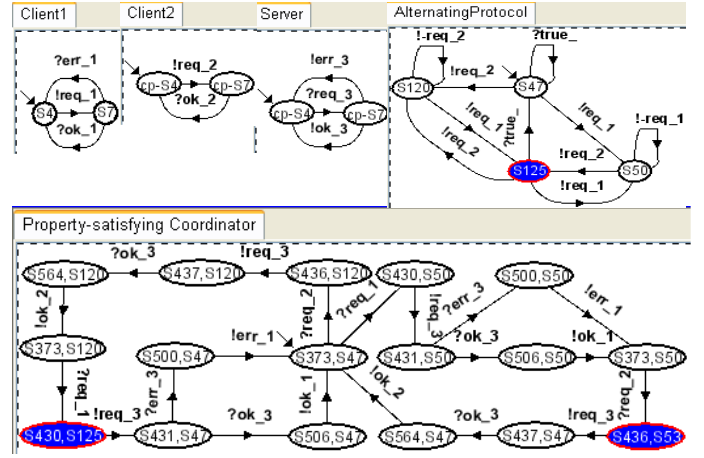 Client1
Client2
Server
AlternatingProtocol
?err_1
!req_1
?ok_1
S4
S7
!req_2
?ok_2
cp-S4
cp-S7
!err_3
?req_3
!ok_3
cp-S4
cp-S7
!-req_2
?true_
S120
!req_2
S47
!req_1
!req_2
?true_
!req_1
!-req_1
S125
!req_2
S50
!req_1
Property-satisfying Coordinator
?ok_3
!req_3
S564,S120
S437,S120
S436,S120
S430,S50
S500,S50
!ok_2
?req_2
?req_1
!req_3
?err_3
!err_1
S373,S120
S500,S47
!err_1
S373,S47
S431,S50
?ok_3
S506,S50
!ok_1
S373,S50
?req_1
?err_3
!ok_1
!ok_2
?req_2
S430,S125
!req_3
S431,S47
?ok_3
S506,S47
S564,S47
?ok_3
S437,S47
!req_3
S436,S53